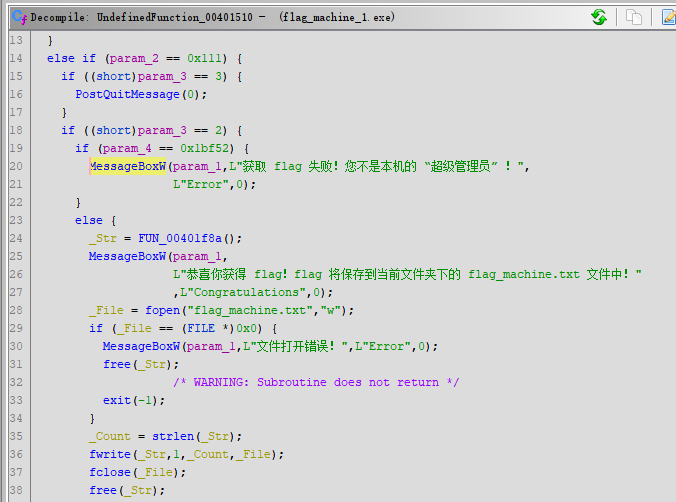 Decompile: UndefinedFunction_00401510 - (flag_machine_1.exe)
13 }
14 else if (param_2 == 0x111) {
15 if ((short)param_3 == 3) {
16 PostQuitMessage(0);
17 }
18 if ((short)param_3 == 2) {
19 if (param_4 == 0x1bf52) {
20 MessageBoxW(param_1,L"获取 flag 失败！您不是本机的 “超级管理员” ！",
21 L"Error",0);
22 }
23 else {
24 _Str = FUN_00401f8a();
25 MessageBoxW(param_1,
26 L"恭喜你获得 flag！flag 将保存到当前文件夹下的 flag_machine.txt 文件中！"
27 ,L"Congratulations",0);
28 _File = fopen("flag_machine.txt","w");
29 if (_File == (FILE *)0x0) {
30 MessageBoxW(param_1,L"文件打开错误！",L"Error",0);
31 free(_Str);
32 /* WARNING: Subroutine does not return */
33 exit(-1);
34 }
35 _Count = strlen(_Str);
36 fwrite(_Str,1,_Count,_File);
37 fclose(_File);
38 free(_Str);